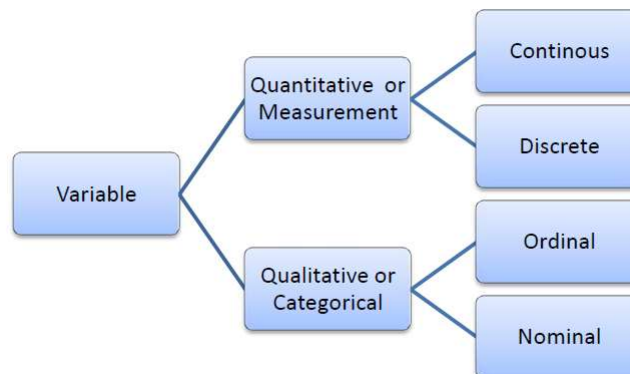 Variable
Quantitative or
Measurement
Continous
Discrete
Qualitative or
Categorical
Ordinal
Nominal